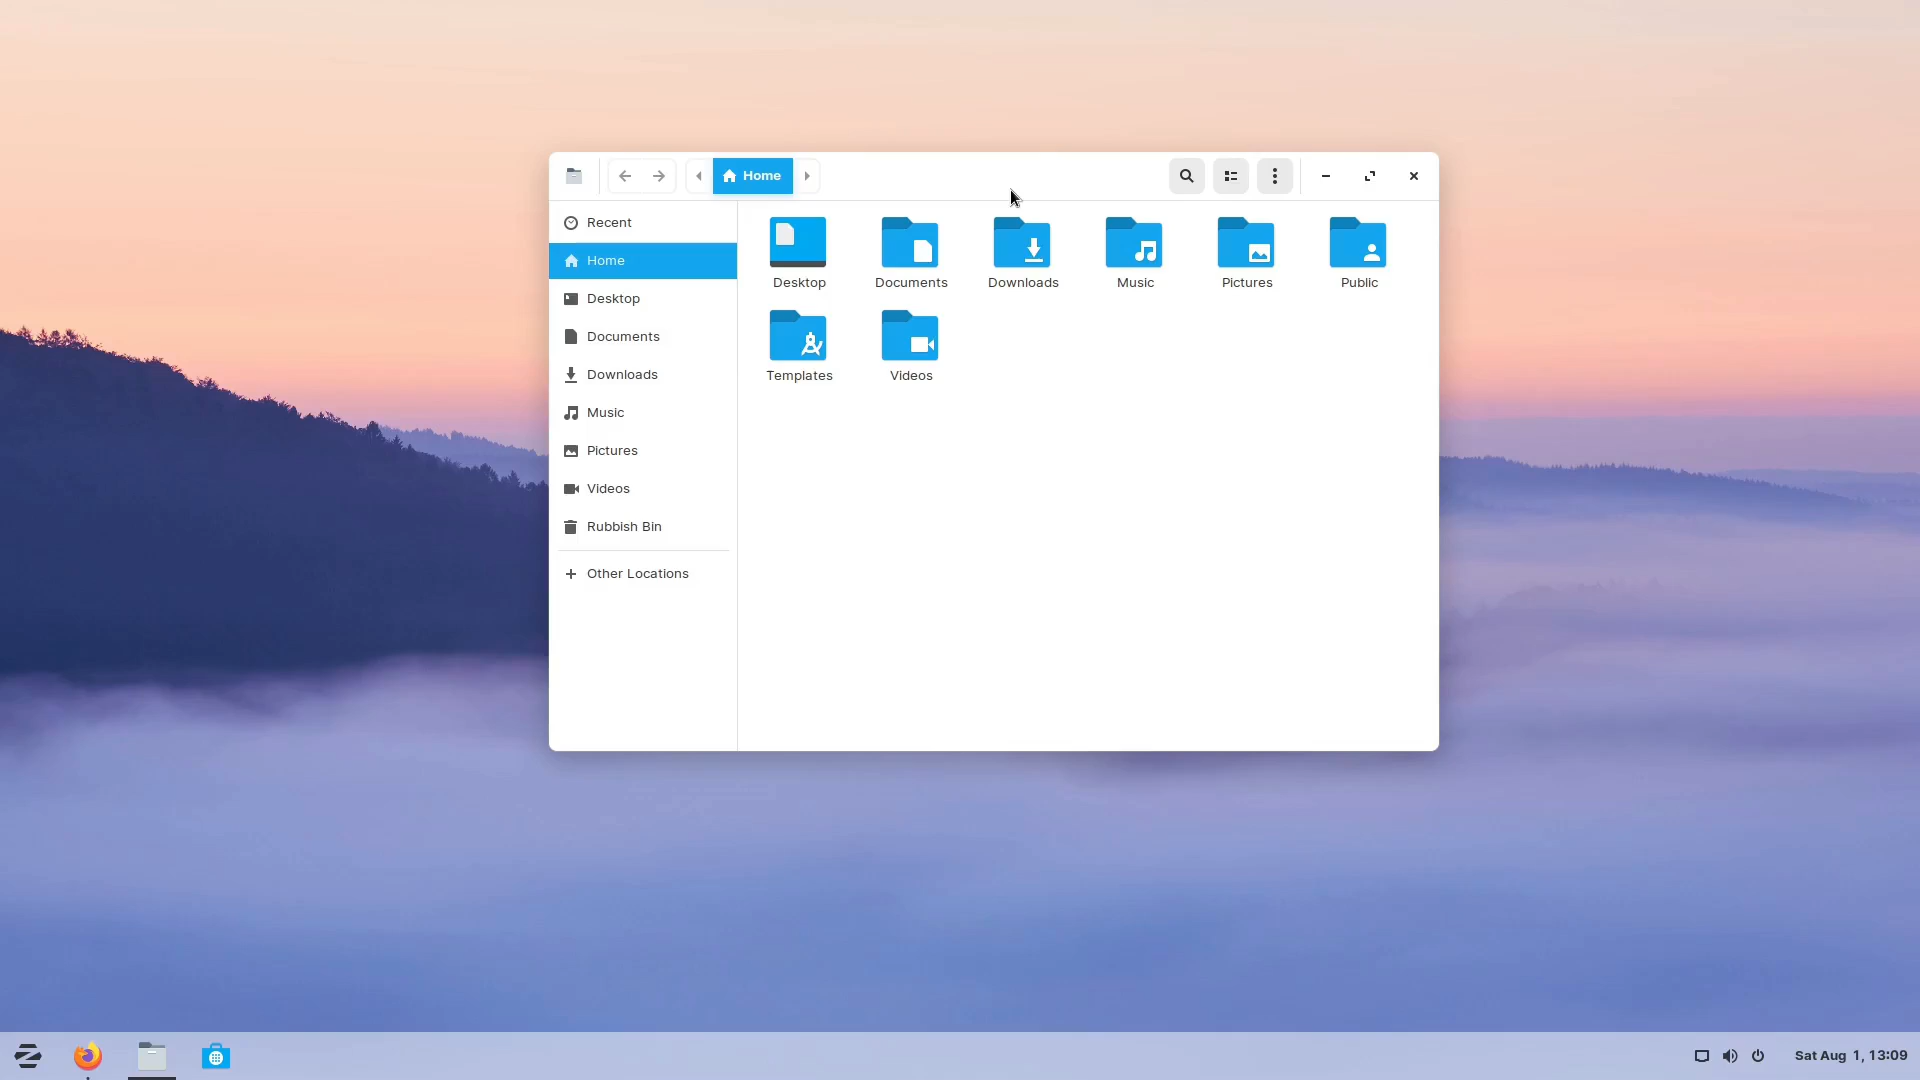 Home
Recent
Home
Desktop
Documents
Downloads
Music
Pictures
Videos
Rubbish Bin
Other Locations
Desktop
Documents
Downloads
Music
Pictures
Public
Templates
Videos
Sat Aug 1, 13:09